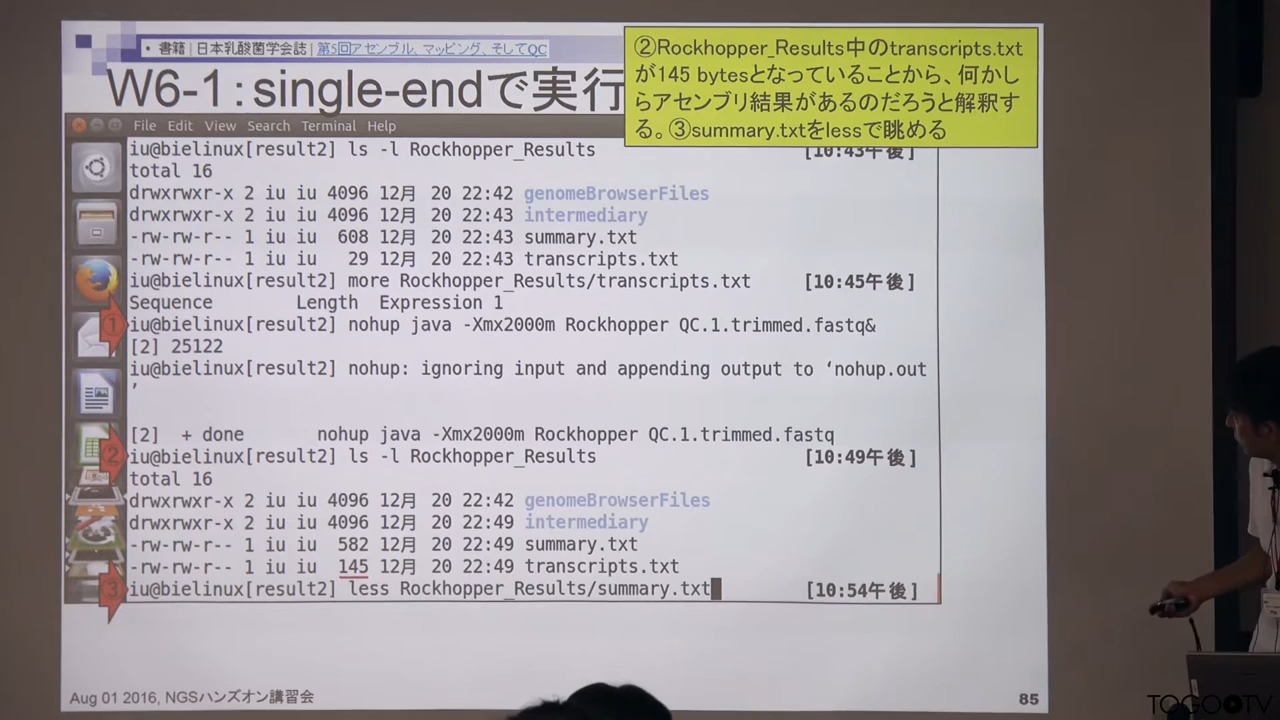 • 書籍 | 日本乳酸菌学会誌 | 第5回アセンブル、マッピング、そしてQC
W6-1：single-endで実行
②Rockhopper_Results中のtranscripts.txt
が145 bytesとなっていることから、何かし
らアセンブリ結果があるのだろうと解釈す
る。③summary.txtをlessで眺める
File Edit View Search Terminal Help
iu@bielinux[result2] ls -l Rockhopper_Results [10:43午後]
total 16
drwxrwxr-x 2 iu iu 4096 12月 20 22:42 genomeBrowserFiles
drwxrwxr-x 2 iu iu 4096 12月 20 22:43 intermediary
-rw-rw-r-- 1 iu iu 608 12月 20 22:43 summary.txt
-rw-rw-r-- 1 iu iu 29 12月 20 22:43 transcripts.txt
iu@bielinux[result2] more Rockhopper_Results/transcripts.txt [10:45午後]
Sequence Length Expression 1
① iu@bielinux[result2] nohup java -Xmx2000m Rockhopper QC.1.trimmed.fastq&
[2] 25122
iu@bielinux[result2] nohup: ignoring input and appending output to ‘nohup.out
’
[2] + done nohup java -Xmx2000m Rockhopper QC.1.trimmed.fastq
② iu@bielinux[result2] ls -l Rockhopper_Results [10:49午後]
total 16
drwxrwxr-x 2 iu iu 4096 12月 20 22:42 genomeBrowserFiles
drwxrwxr-x 2 iu iu 4096 12月 20 22:49 intermediary
-rw-rw-r-- 1 iu iu 582 12月 20 22:49 summary.txt
-rw-rw-r-- 1 iu iu 145 12月 20 22:49 transcripts.txt
③ iu@bielinux[result2] less Rockhopper_Results/summary.txt [10:54午後]
Aug 01 2016, NGSハンズオン講習会
85
TOGOTV